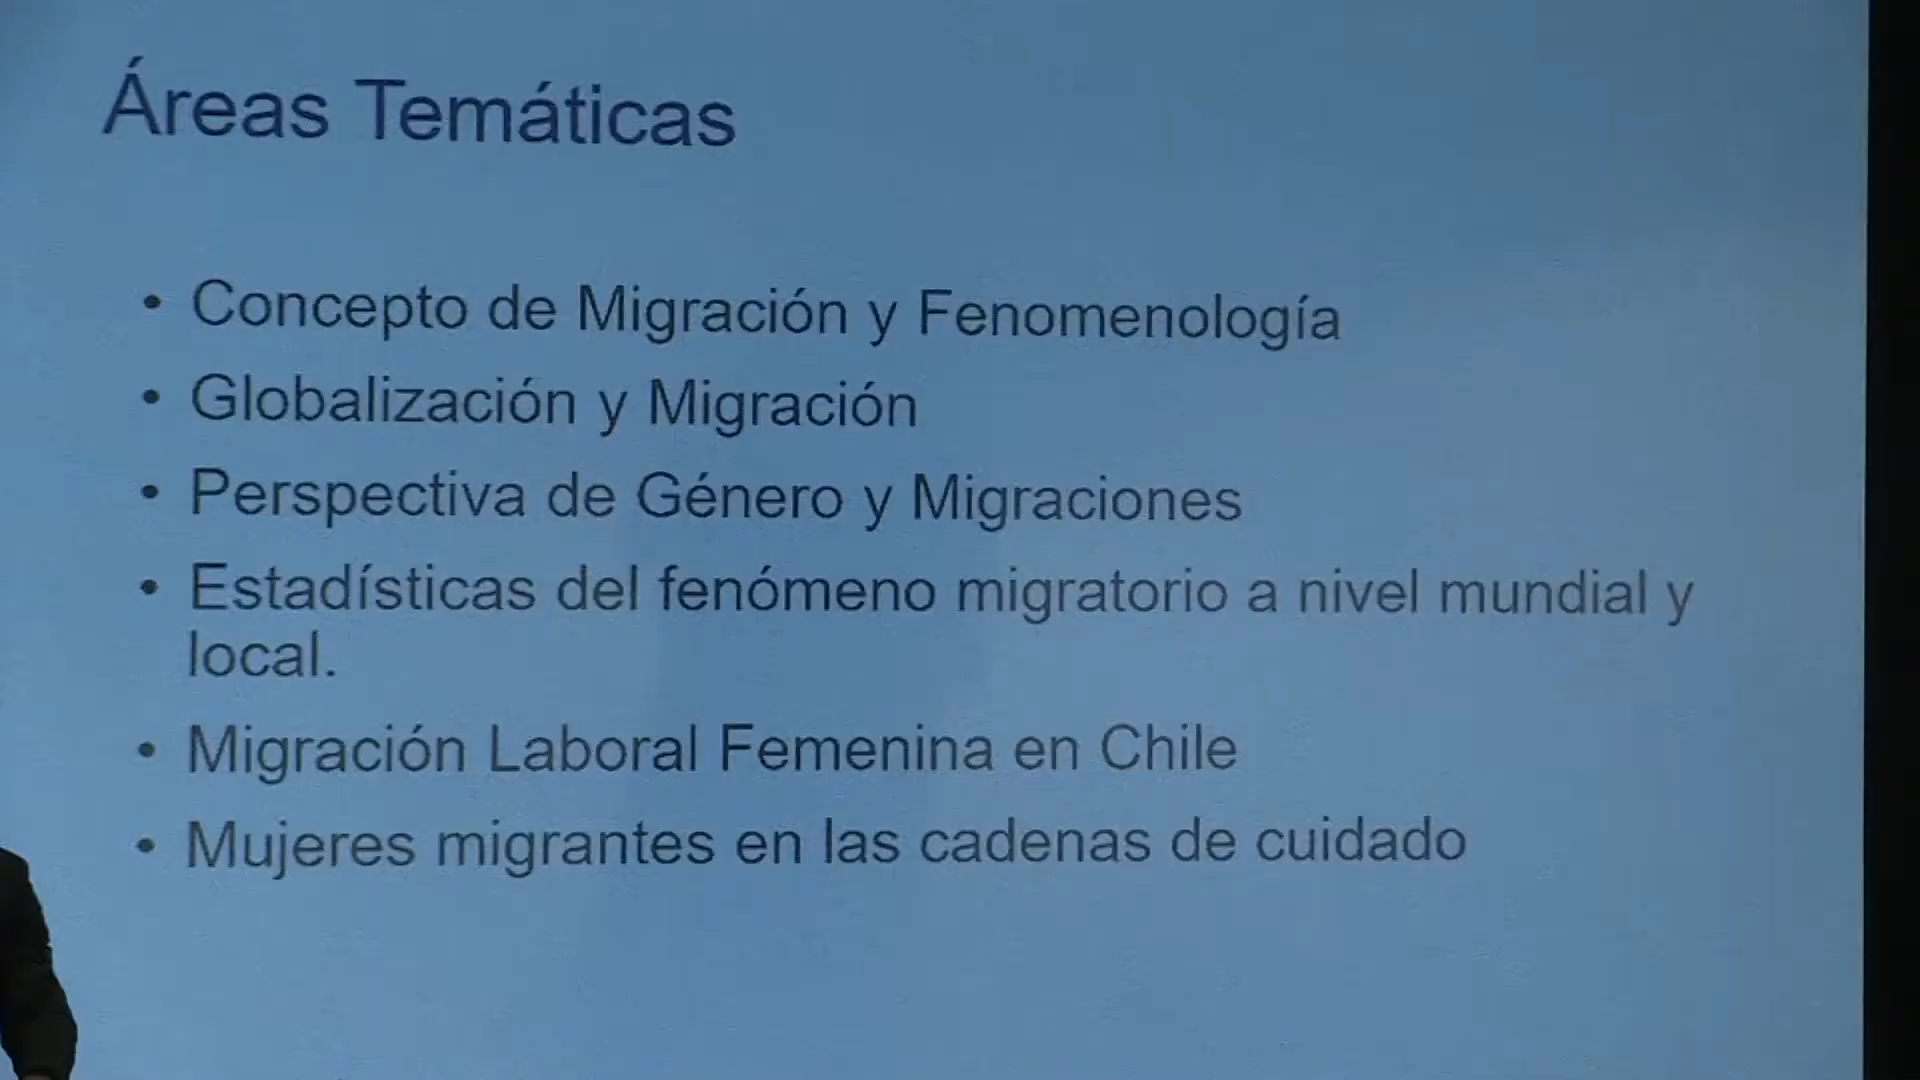 Áreas Temáticas
• Concepto de Migración y Fenomenología
• Globalización y Migración
• Perspectiva de Género y Migraciones
• Estadísticas del fenómeno migratorio a nivel mundial y
local.
• Migración Laboral Femenina en Chile
• Mujeres migrantes en las cadenas de cuidado